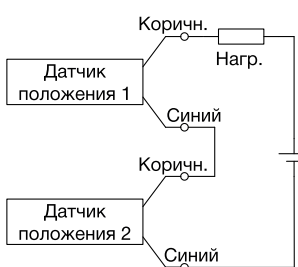 Коричн.
Нагр.
Датчик
положения 1
Синий
Коричн.
Датчик
положения 2
Синий